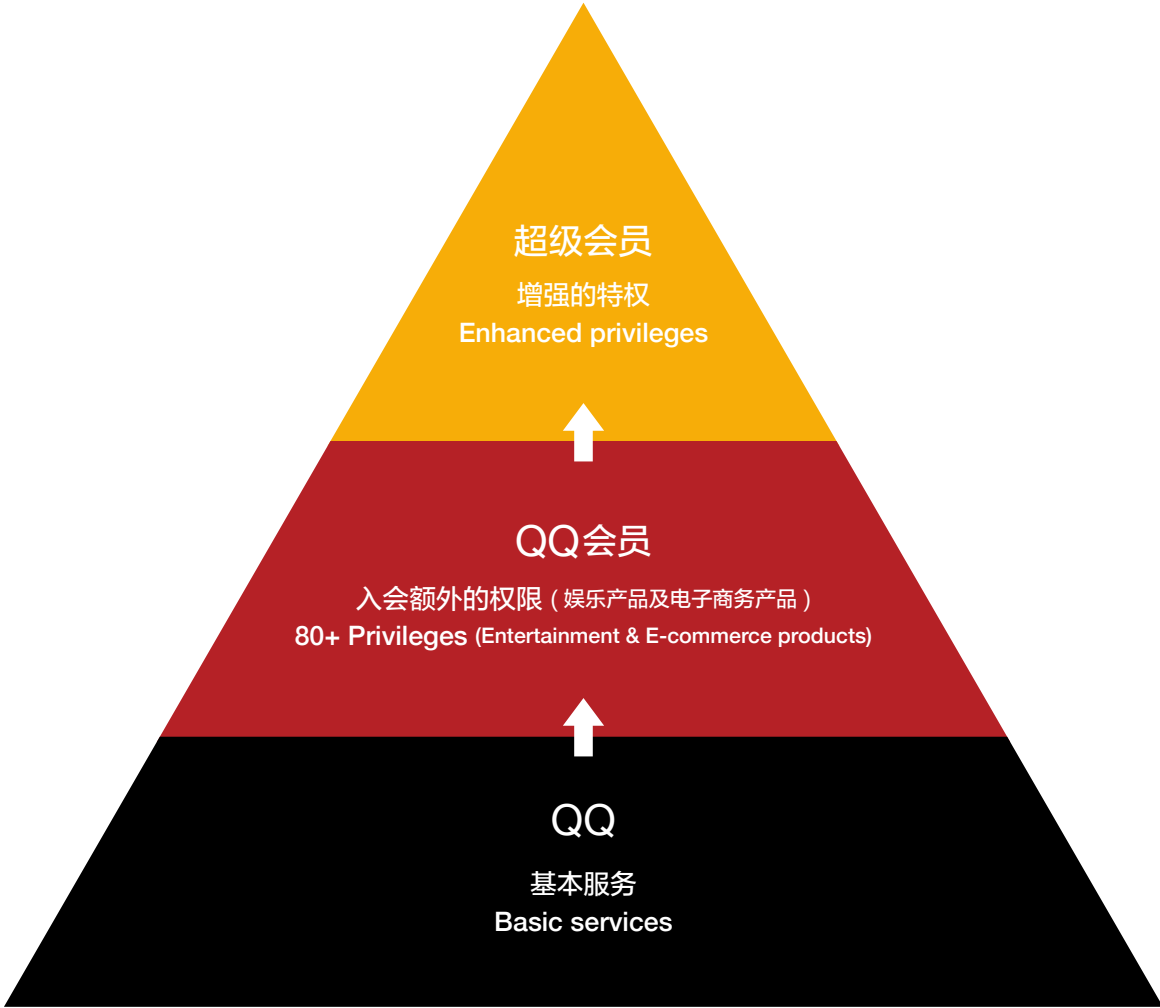 超级会员
增强的特权
Enhanced privileges
QQ会员
入会额外的权限（娱乐产品及电子商务产品）
80+ Privileges (Entertainment & E-commerce products)
QQ
基本服务
Basic services